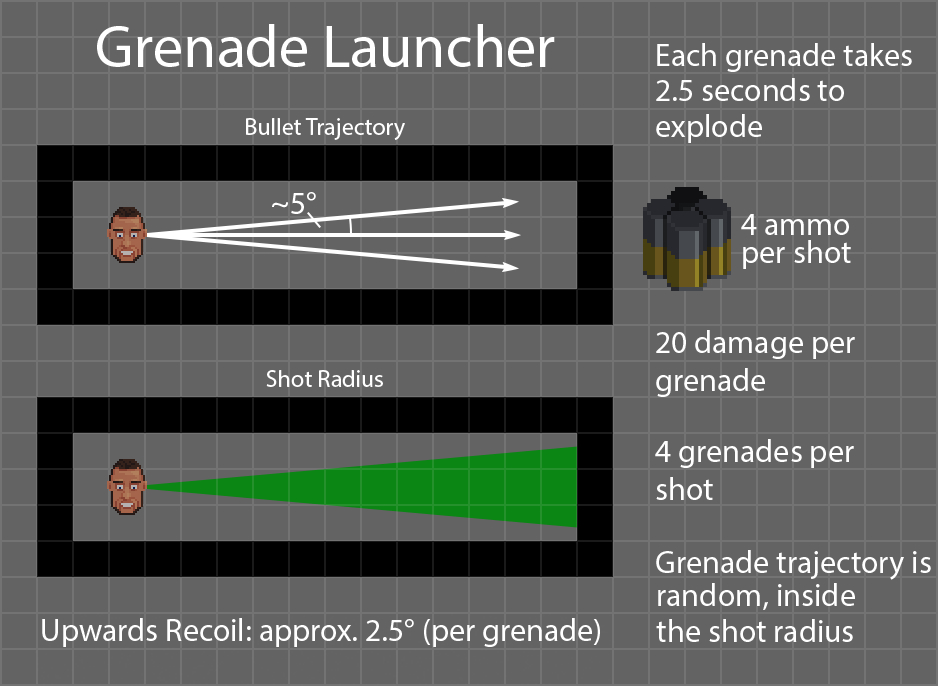 Grenade Launcher
Bullet Trajectory
~5°
Shot Radius
Upwards Recoil: approx. 2.5° (per grenade)
Each grenade takes
2.5 seconds to
explode
4 ammo
per shot
20 damage per
grenade
4 grenades per
shot
Grenade trajectory is
random, inside
the shot radius